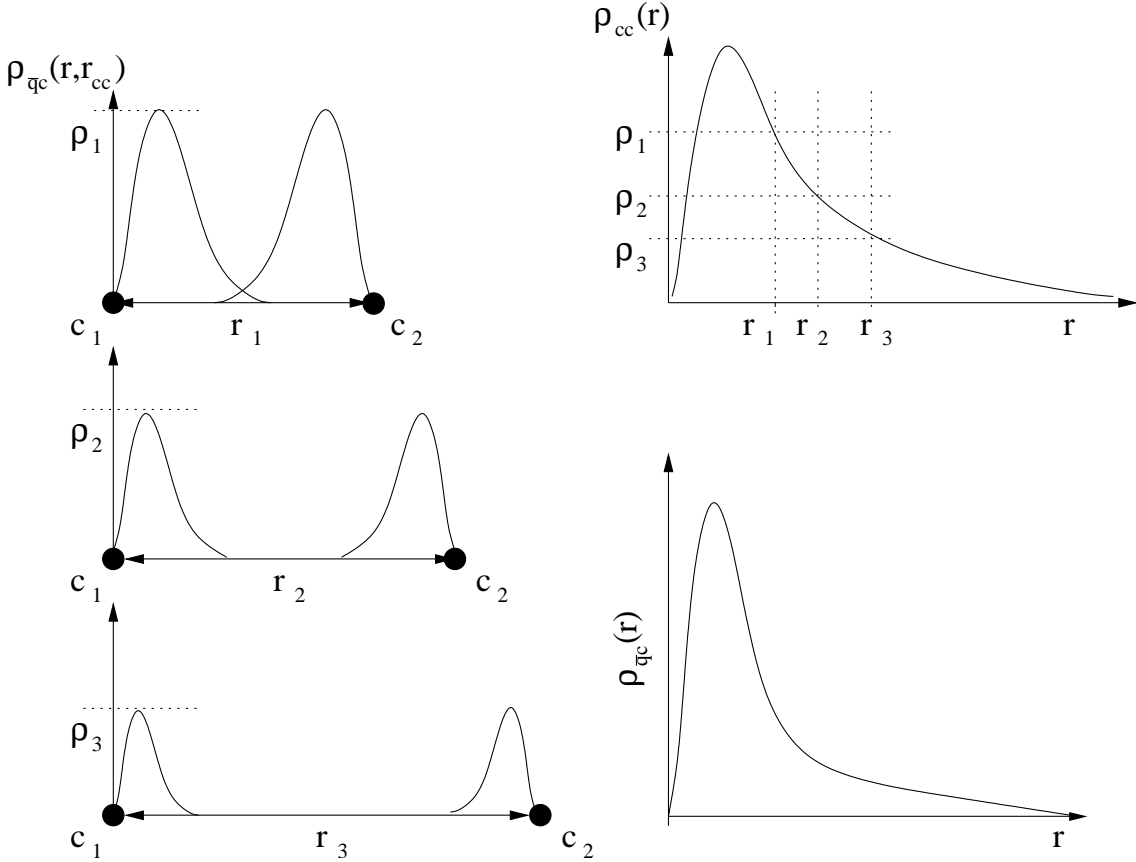 ρ_q̅c(r,r_cc)
ρ_1
c_1 r_1 c_2
ρ_2
c_1 r_2 c_2
ρ_3
c_1 r_3 c_2
ρ_cc(r)
ρ_1
ρ_2
ρ_3
r_1 r_2 r_3 r
ρ_q̅c(r)
r